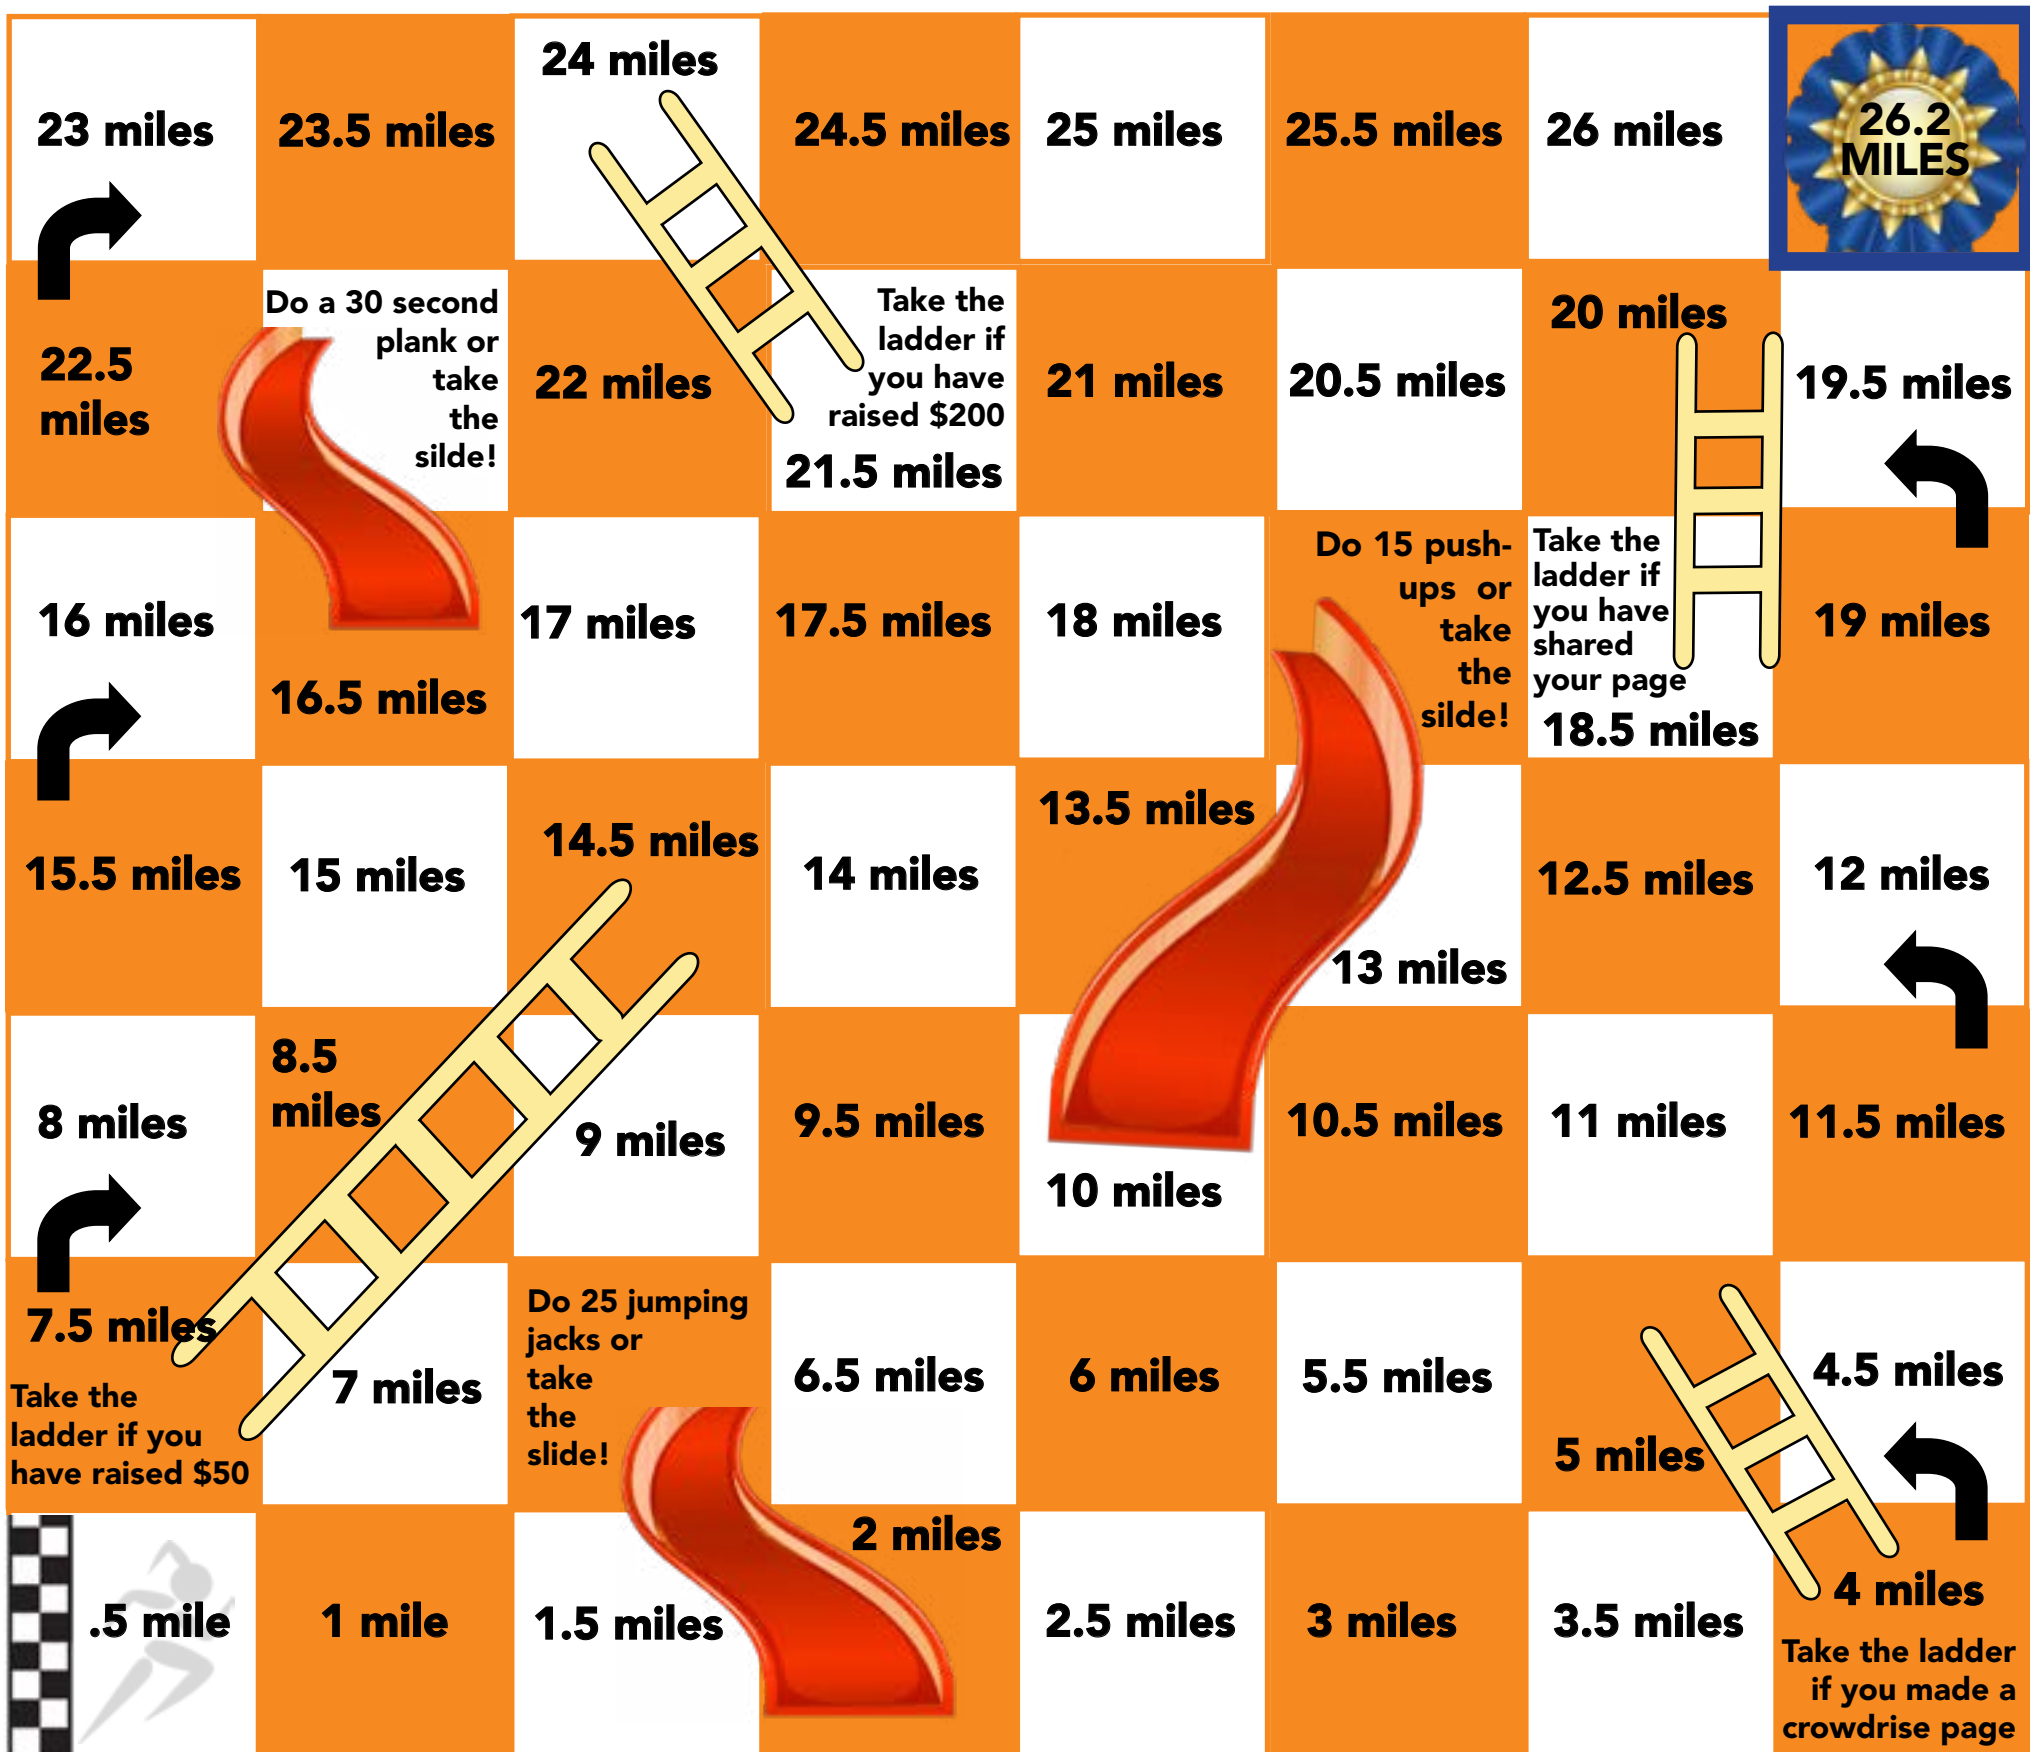 23 miles
23.5 miles
24 miles
24.5 miles
25 miles
25.5 miles
26 miles
26.2
MILES
22.5
miles
Do a 30 second
plank or
take
the
silde!
22 miles
Take the
ladder if
you have
raised $200
21.5 miles
21 miles
20.5 miles
20 miles
19.5 miles
16 miles
16.5 miles
17 miles
17.5 miles
18 miles
Do 15 push-
ups or
take
the
silde!
Take the
ladder if
you have
shared
your page
18.5 miles
19 miles
15.5 miles
15 miles
14.5 miles
14 miles
13.5 miles
13 miles
12.5 miles
12 miles
8 miles
8.5
miles
9 miles
9.5 miles
10 miles
10.5 miles
11 miles
11.5 miles
7.5 miles
Take the
ladder if you
have raised $50
7 miles
Do 25 jumping
jacks or
take
the
slide!
6.5 miles
6 miles
5.5 miles
5 miles
4.5 miles
.5 mile
1 mile
1.5 miles
2 miles
2.5 miles
3 miles
3.5 miles
4 miles
Take the ladder
if you made a
crowdrise page